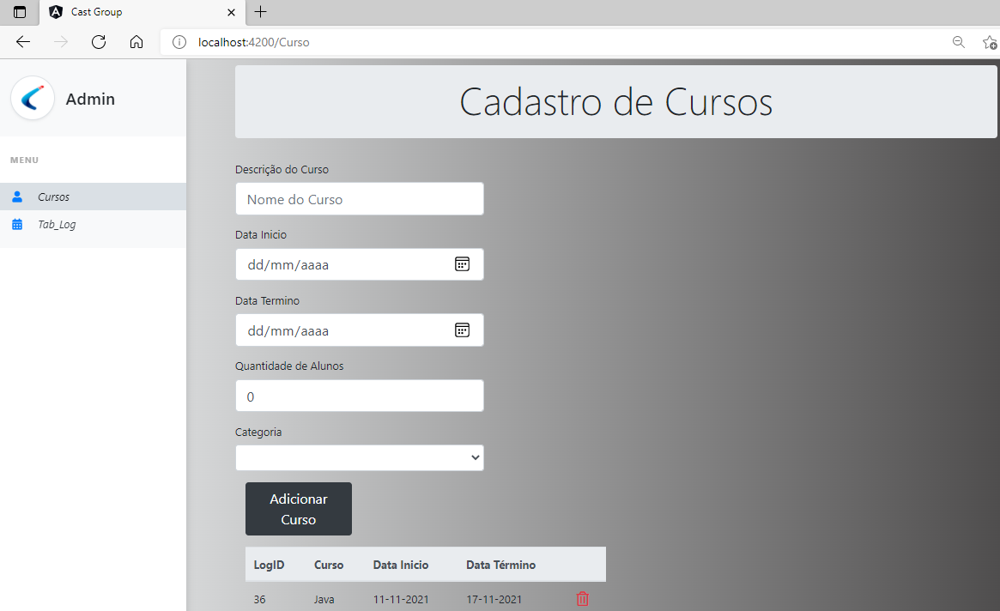 Cast Group
localhost:4200/Curso
Admin
Cadastro de Cursos
MENU
Cursos
Tab_Log
Descrição do Curso
Nome do Curso
Data Inicio
dd/mm/aaaa
Data Termino
dd/mm/aaaa
Quantidade de Alunos
0
Categoria
Adicionar
Curso
LogID Curso Data Inicio Data Término
36 Java 11-11-2021 17-11-2021